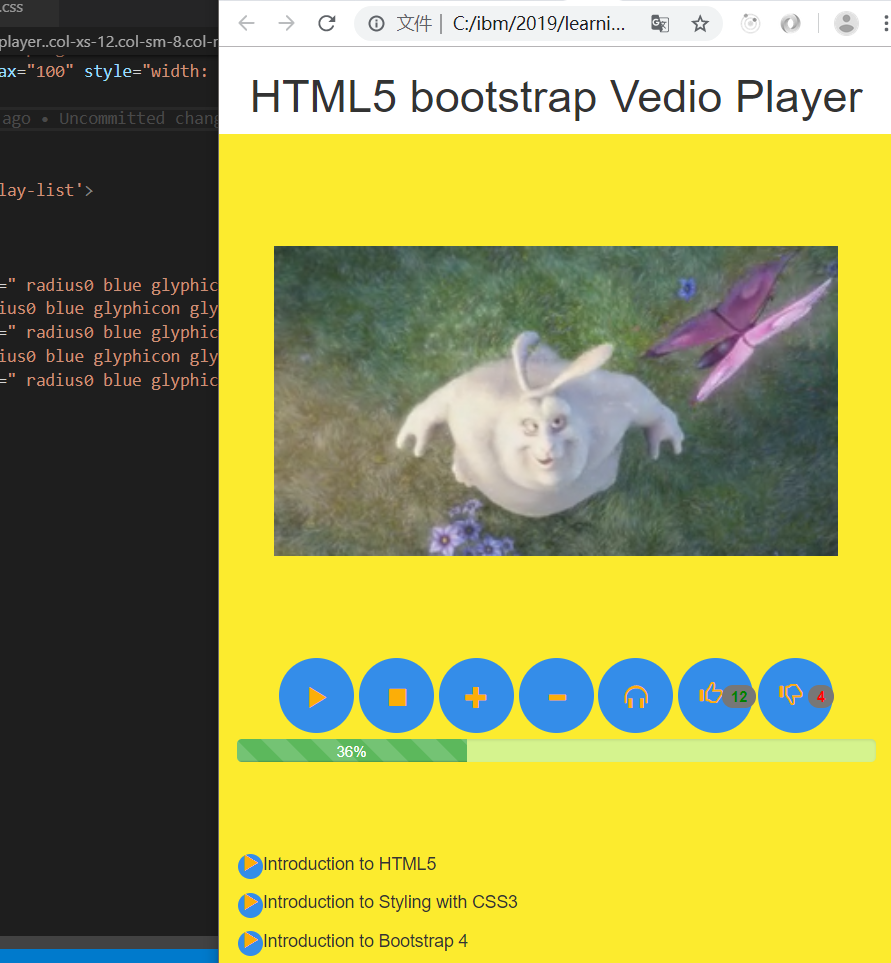 .css
player..col-xs-12.col-sm-8.col-
ax="100" style="width:
ago • Uncommitted chang
lay-list'>
=" radius0 blue glyphic
ius0 blue glyphicon gly
=" radius0 blue glyphic
ius0 blue glyphicon gly
=" radius0 blue glyphic
文件 | C:/ibm/2019/learni...
HTML5 bootstrap Vedio Player
12 4
36%
Introduction to HTML5
Introduction to Styling with CSS3
Introduction to Bootstrap 4